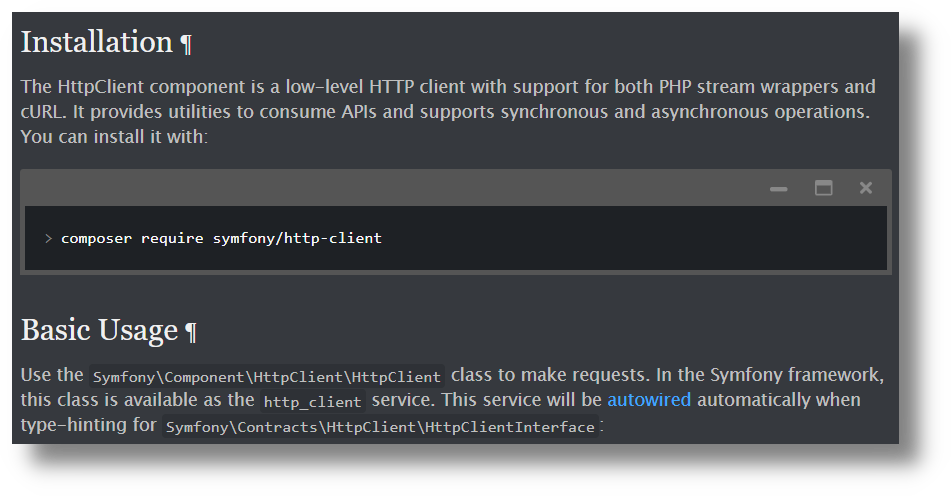 Installation ¶
The HttpClient component is a low-level HTTP client with support for both PHP stream wrappers and
cURL. It provides utilities to consume APIs and supports synchronous and asynchronous operations.
You can install it with:
> composer require symfony/http-client
Basic Usage ¶
Use the Symfony\Component\HttpClient\HttpClient class to make requests. In the Symfony framework,
this class is available as the http_client service. This service will be autowired automatically when
type-hinting for Symfony\Contracts\HttpClient\HttpClientInterface: